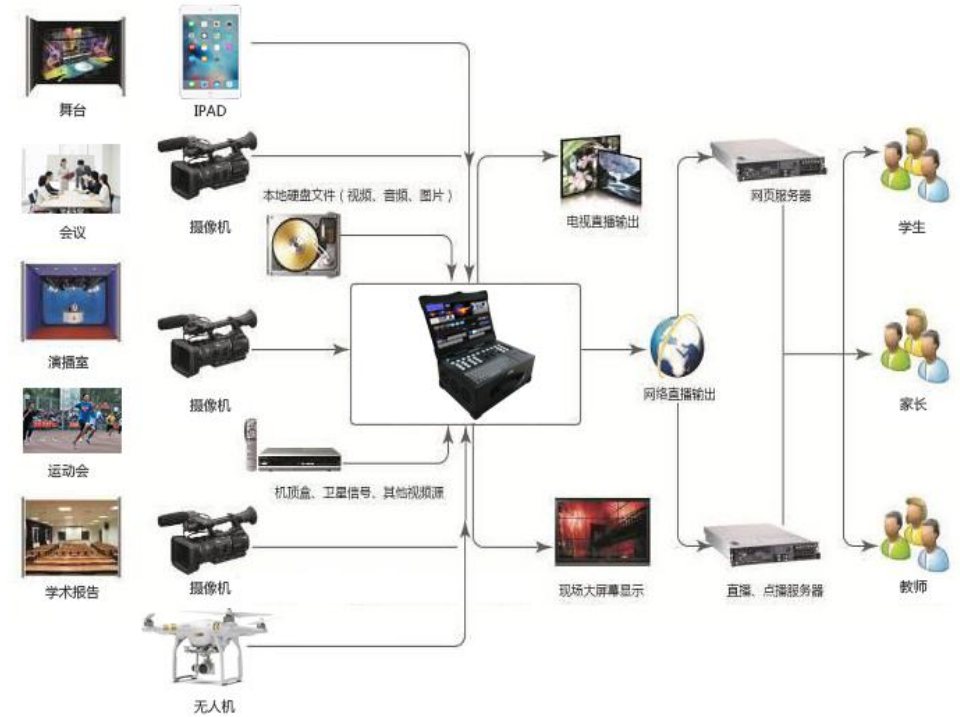 舞台
IPAD
会议
摄像机
本地硬盘文件（视频、音频、图片）
电视直播输出
网页服务器
学生
演播室
摄像机
网络直播输出
家长
运动会
机顶盒、卫星信号、其他视频源
学术报告
摄像机
现场大屏幕显示
直播、点播服务器
教师
无人机